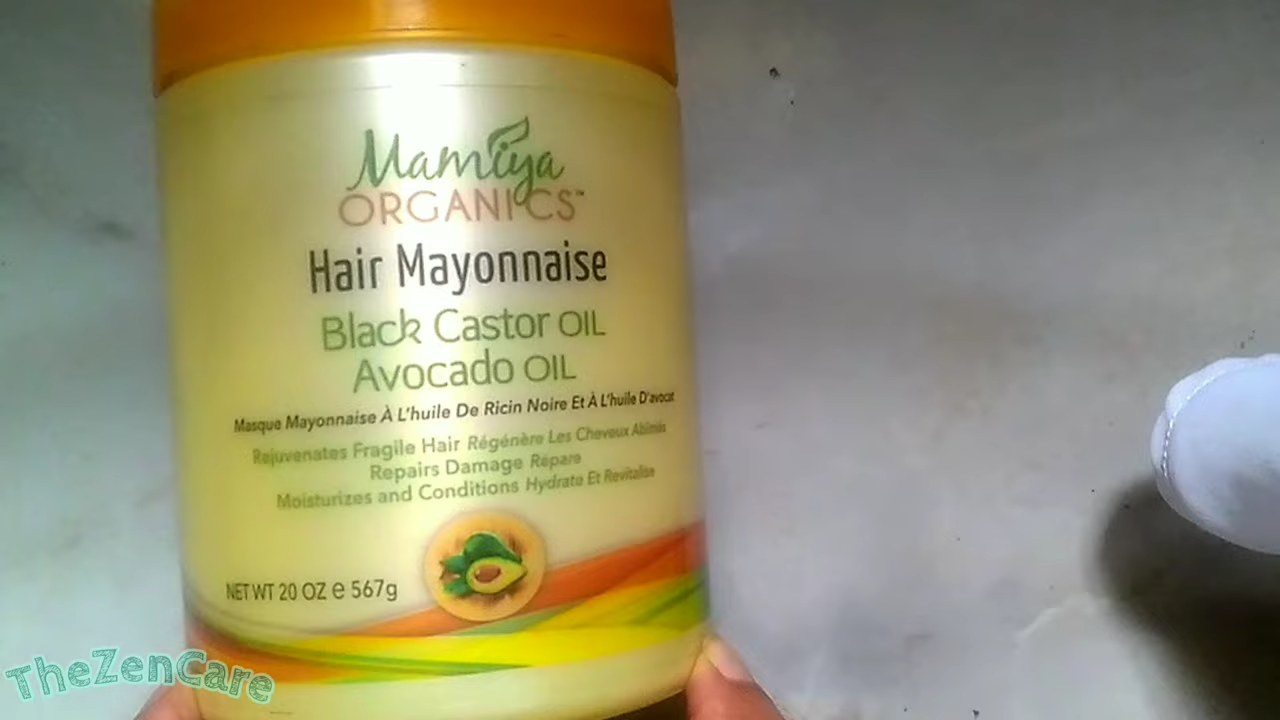 Mamiya
ORGANICS™
Hair Mayonnaise
Black Castor OIL
Avocado OIL
Masque Mayonnaise À L'huile De Ricin Noire Et À L'huile D'avocat
Rejuvenates Fragile Hair Régénère Les Cheveux Abimés
Repairs Damage Répare
Moisturizes and Conditions Hydrate Et Revitalise
NET WT 20 OZ e 567g
TheZenCare